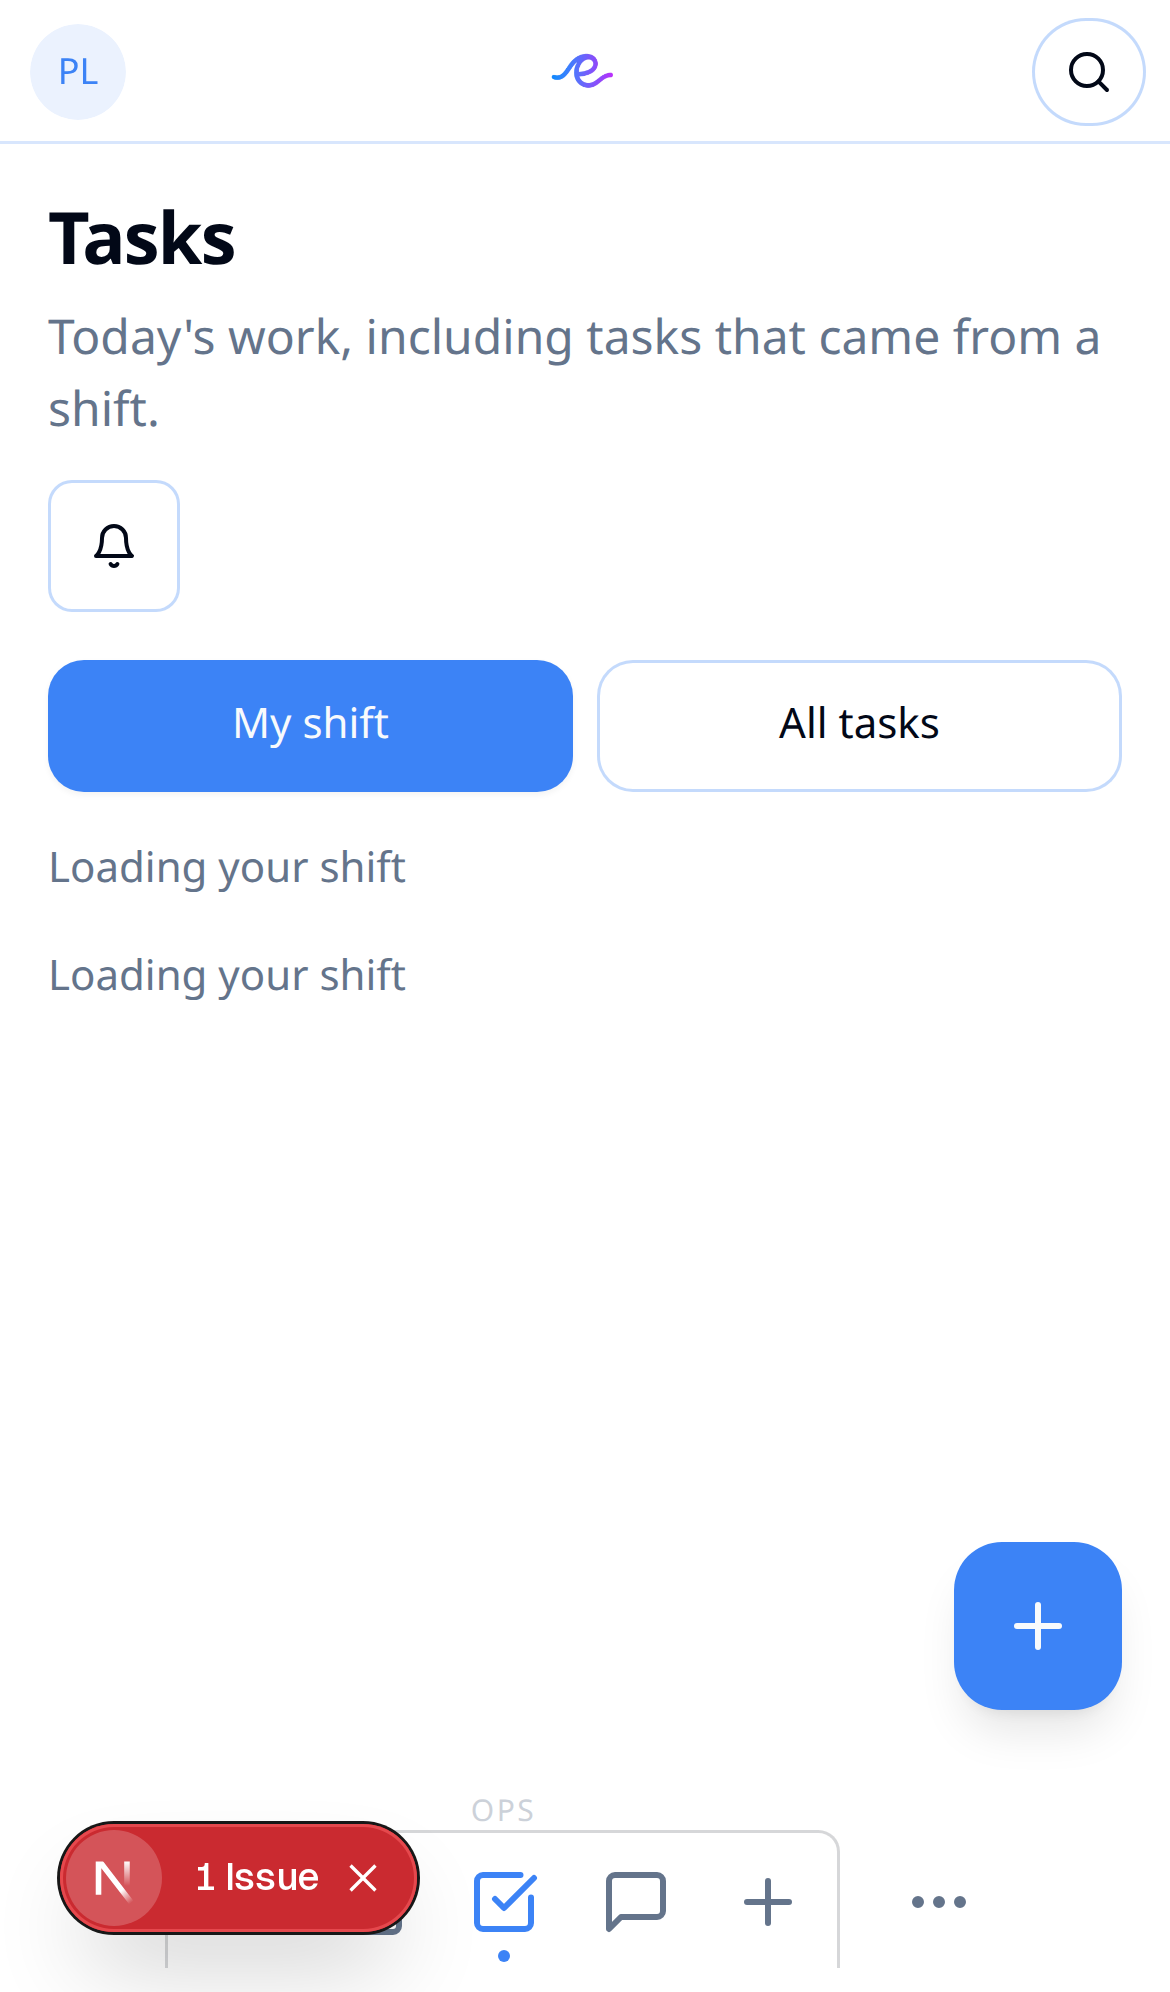 PL
Tasks
Today's work, including tasks that came from a
shift.
My shift
All tasks
Loading your shift
Loading your shift
OPS
N
1 Issue